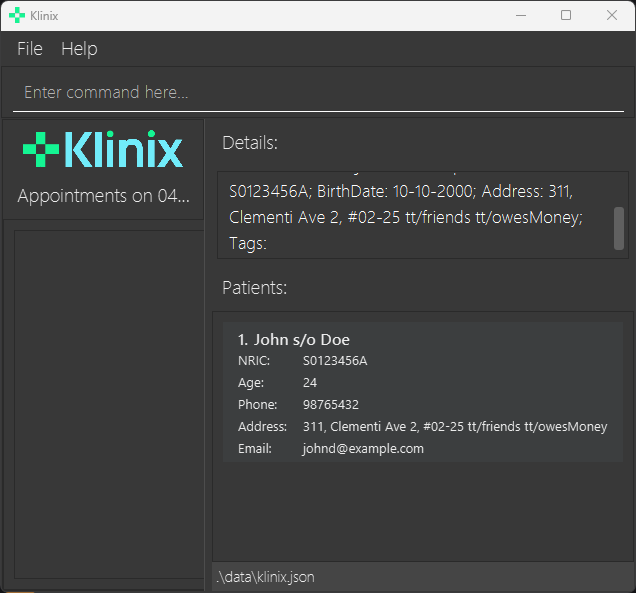 Klinix
File Help
Enter command here...
Klinix
Appointments on 04...
Details:
S0123456A; BirthDate: 10-10-2000; Address: 311,
Clementi Ave 2, #02-25 tt/friends tt/owesMoney;
Tags:
Patients:
1. John s/o Doe
NRIC: S0123456A
Age: 24
Phone: 98765432
Address: 311, Clementi Ave 2, #02-25 tt/friends tt/owesMoney
Email: johnd@example.com
.\data\klinix.json